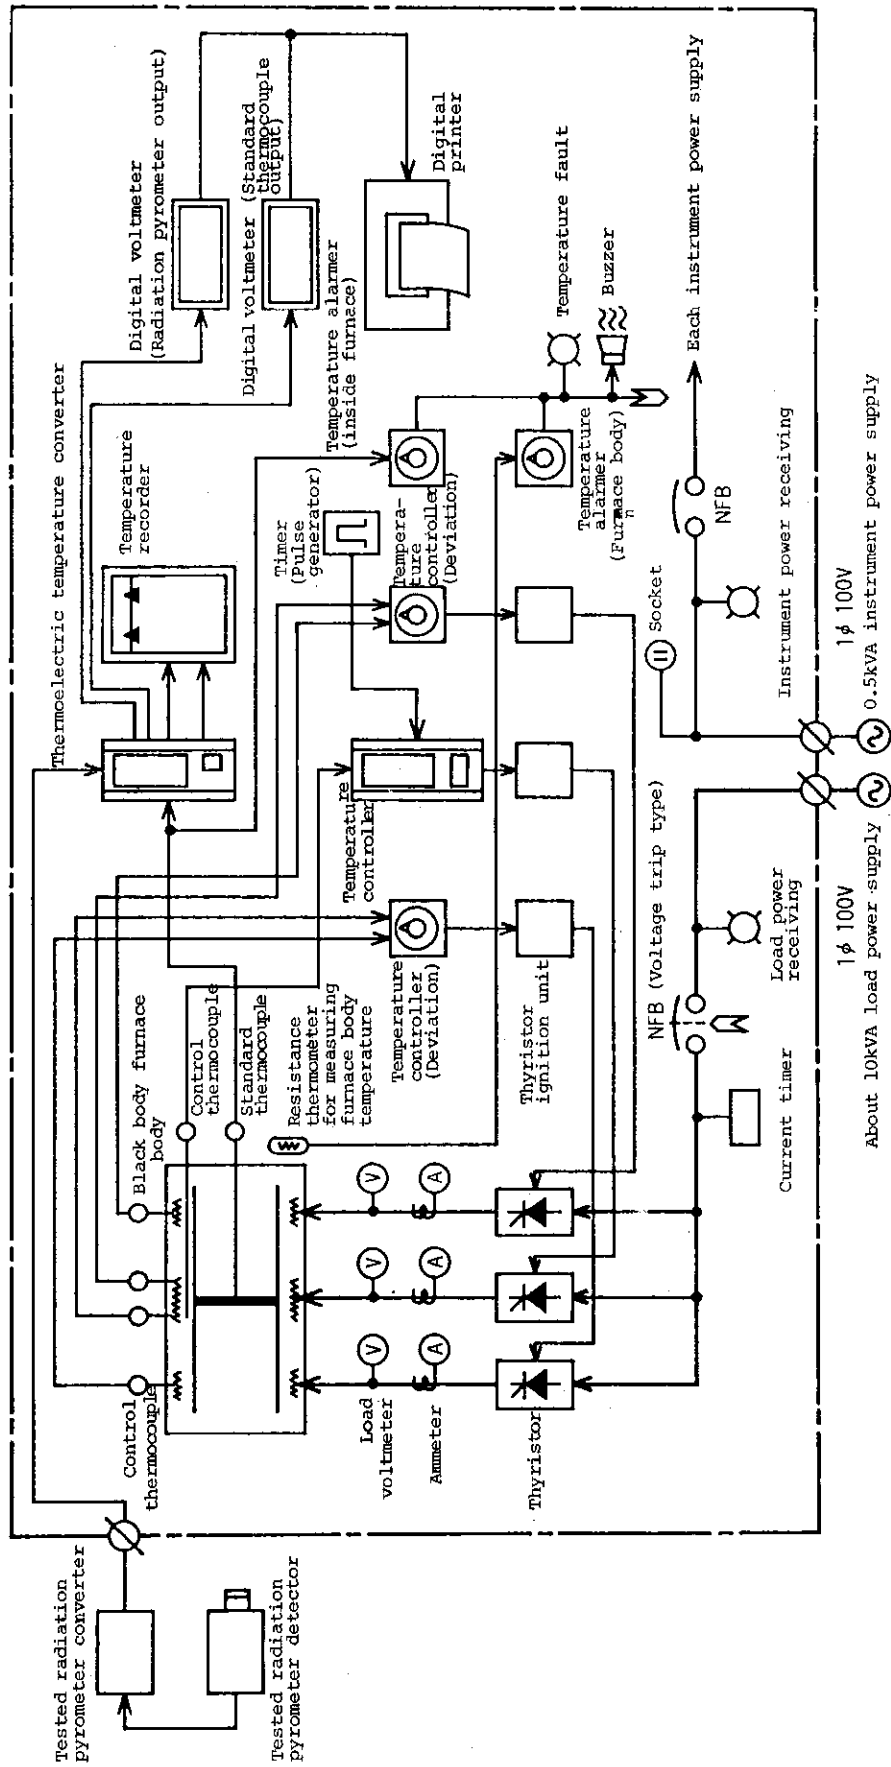 Tested radiation
pyrometer converter
Tested radiation
pyrometer detector
Control
thermocouple
Black body furnace
body
Control
thermocouple
Standard
thermocouple
Resistance
thermometer
for measuring
furnace body
temperature
Thermoelectric temperature converter
Temperature
recorder
Digital voltmeter
(Radiation pyrometer output)
Digital voltmeter (Standard
thermocouple
output)
Digital
printer
Temperature alarmer
(inside furnace)
Timer
(Pulse
generator)
Temperature
controller
Tempera-
ture
controller
(Deviation)
Temperature
controller
(Deviation)
Temperature fault
Buzzer
Temperature
alarmer
(Furmace body)
n
Load
voltmeter
V
V
V
Ammeter
A
A
A
Thyristor
Thyristor
ignition unit
Socket
NFB (Voltage trip type)
NFB
Each instrument power supply
Current timer
Load power
receiving
Instrument power receiving
1φ 100V
About 10kVA load power supply
1φ 100V
0.5kVA instrument power supply